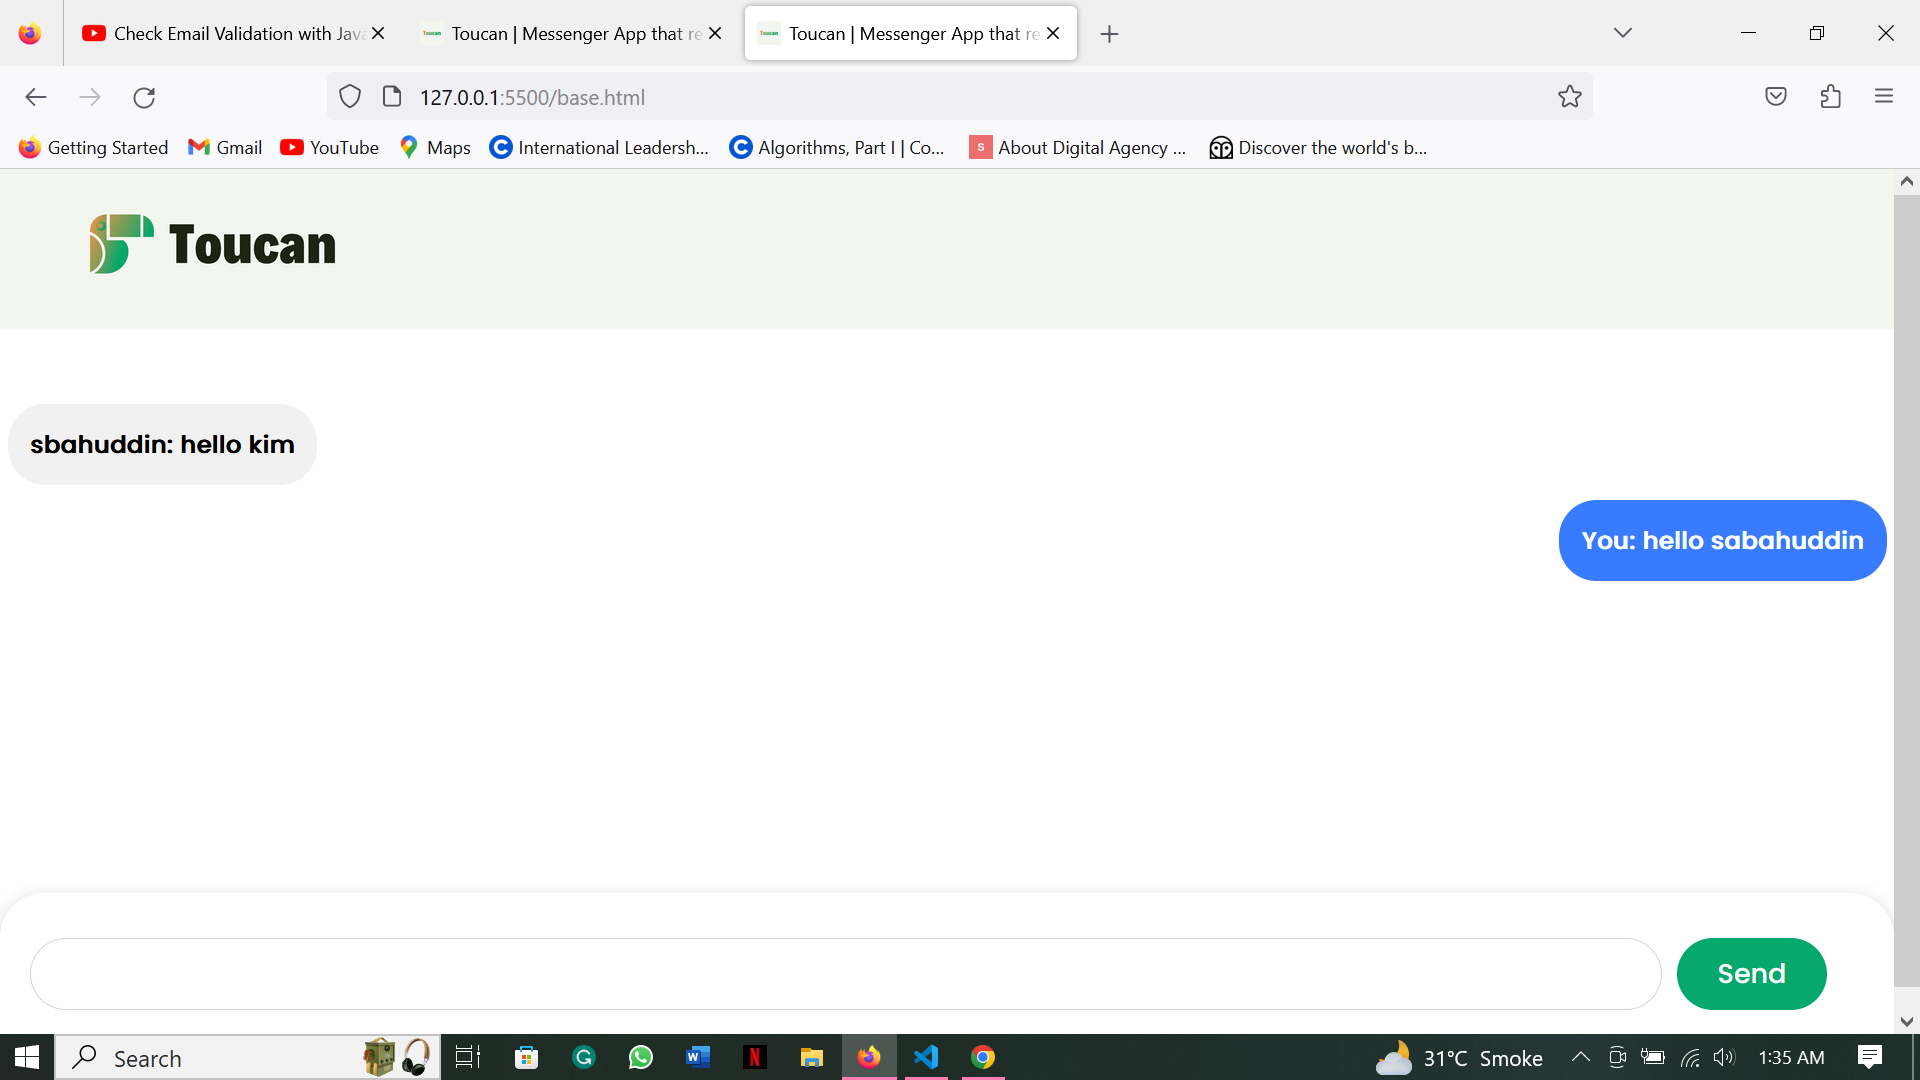 Check Email Validation with Java
Toucan | Messenger App that re
Toucan | Messenger App that re
127.0.0.1:5500/base.html
Getting Started
Gmail
YouTube
Maps
International Leadersh...
Algorithms, Part I | Co...
S
About Digital Agency ...
Discover the world's b...
Toucan
sbahuddin: hello kim
You: hello sabahuddin
Send
Search
31°C Smoke
1:35 AM